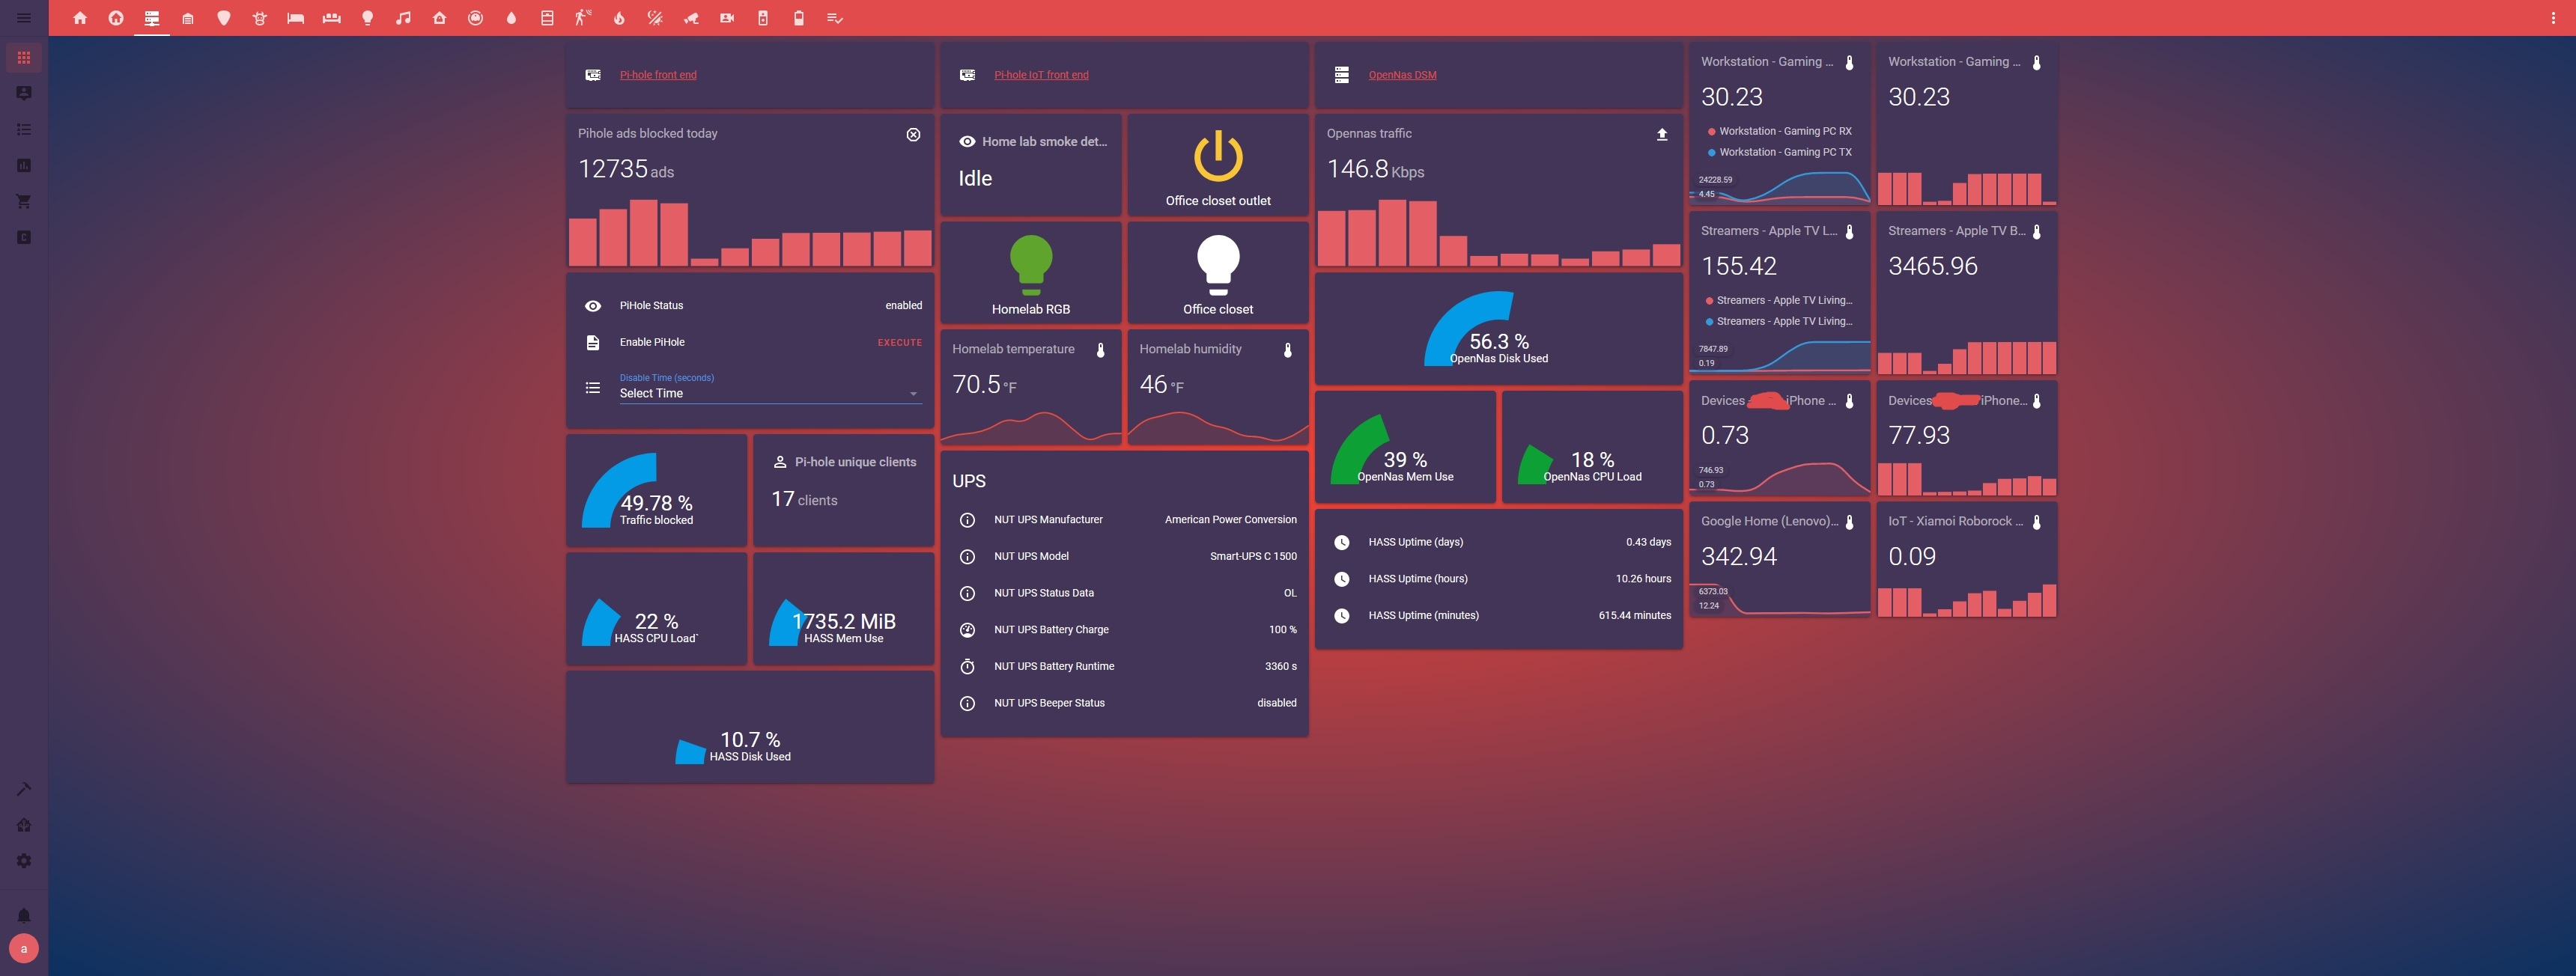 Pi-hole front end
Pihole ads blocked today
12735 ads
PiHole Status enabled
Enable PiHole EXECUTE
Disable Time (seconds)
Select Time
49.78 %
Traffic blocked
Pi-hole unique clients
17 clients
22 %
HASS CPU Load`
1735.2 MiB
HASS Mem Use
10.7 %
HASS Disk Used
Pi-hole IoT front end
Home lab smoke det...
Idle
Office closet outlet
Homelab RGB
Office closet
Homelab temperature
70.5 °F
Homelab humidity
46 °F
UPS
NUT UPS Manufacturer American Power Conversion
NUT UPS Model Smart-UPS C 1500
NUT UPS Status Data OL
NUT UPS Battery Charge 100 %
NUT UPS Battery Runtime 3360 s
NUT UPS Beeper Status disabled
OpenNas DSM
Opennas traffic
146.8 Kbps
56.3 %
OpenNas Disk Used
39 %
OpenNas Mem Use
18 %
OpenNas CPU Load
HASS Uptime (days) 0.43 days
HASS Uptime (hours) 10.26 hours
HASS Uptime (minutes) 615.44 minutes
Workstation - Gaming ...
30.23
Workstation - Gaming PC RX
Workstation - Gaming PC TX
24228.59
4.45
Workstation - Gaming ...
30.23
Streamers - Apple TV L...
155.42
Streamers - Apple TV Living...
Streamers - Apple TV Living...
7847.89
0.19
Streamers - Apple TV B...
3465.96
Devices iPhone ...
0.73
746.93
0.73
Devices iPhone...
77.93
Google Home (Lenovo)...
342.94
6373.03
12.24
IoT - Xiamoi Roborock ...
0.09
C
a